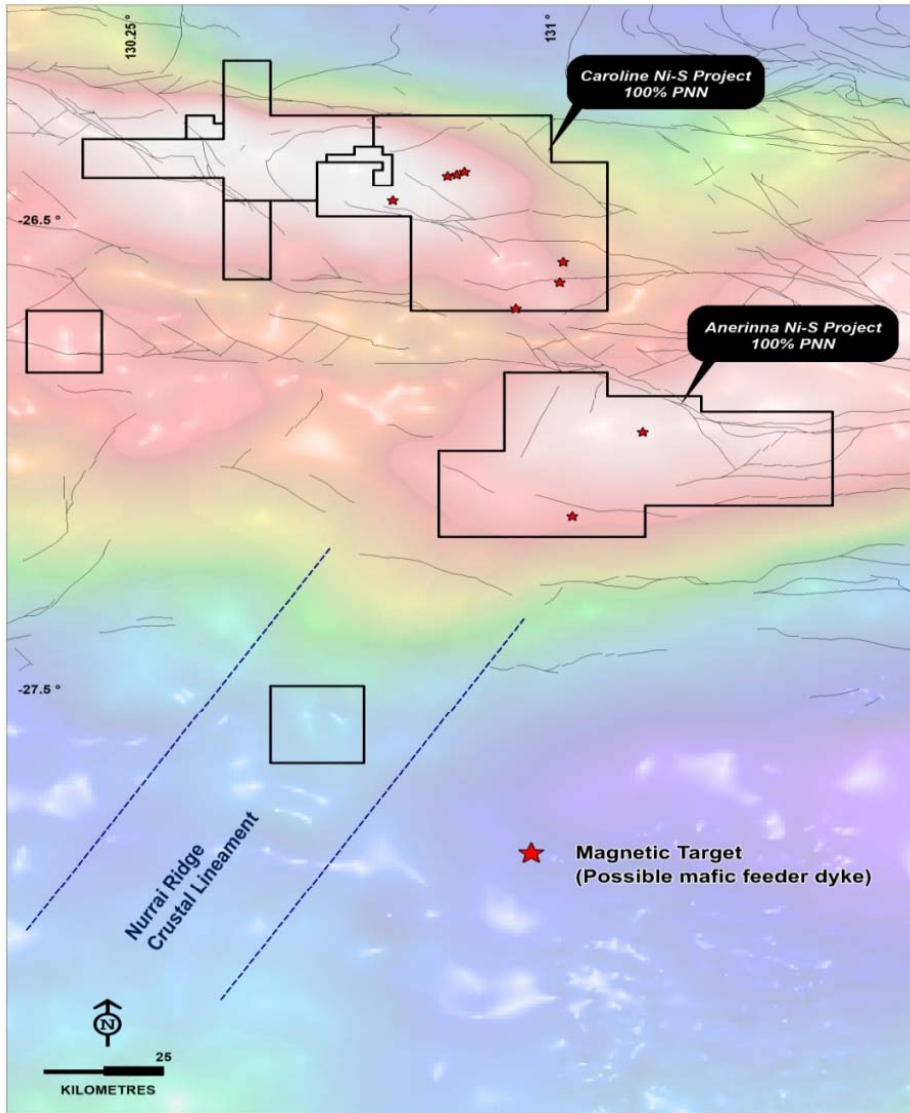 130.25
131 °
Caroline Ni-S Project
100% PNN
-26.5 °
Anerinna Ni-S Project
100% PNN
-27.5 °
Nurrai Ridge
Crustal Lineament
Magnetic Target
(Possible mafic feeder dyke)
N
25
KILOMETRES